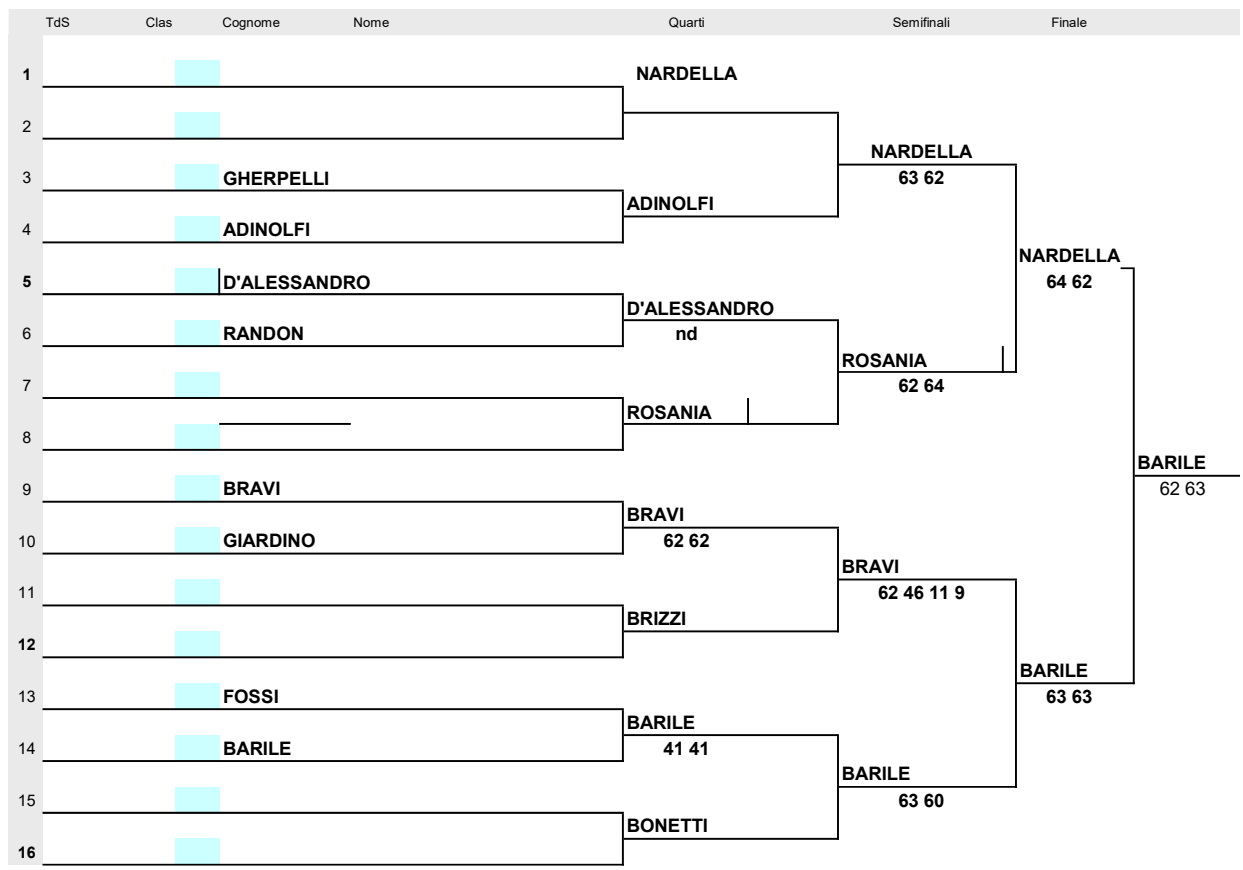 TdS Clas Cognome Nome Quarti Semifinali Finale
1 NARDELLA
2
NARDELLA
3 GHERPELLI 63 62
ADINOLFI
4 ADINOLFI
NARDELLA
5 D'ALESSANDRO 64 62
D'ALESSANDRO
6 RANDON nd
ROSANIA
7 62 64
ROSANIA
8
BARILE
9 BRAVI 62 63
BRAVI
10 GIARDINO 62 62
BRAVI
11 62 46 11 9
BRIZZI
12
BARILE
13 FOSSI 63 63
BARILE
14 BARILE 41 41
BARILE
15 63 60
BONETTI
16